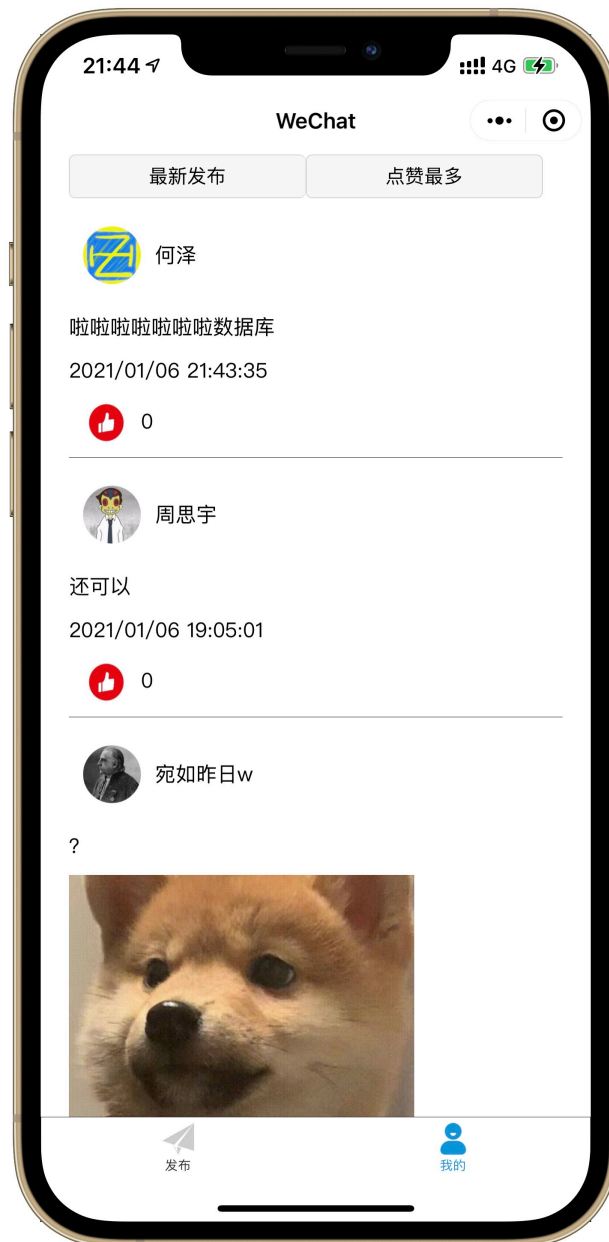 21:44 4G
WeChat
最新发布 点赞最多
何泽
啦啦啦啦啦啦啦数据库
2021/01/06 21:43:35
0
周思宇
还可以
2021/01/06 19:05:01
0
宛如昨日w
?
发布 我的